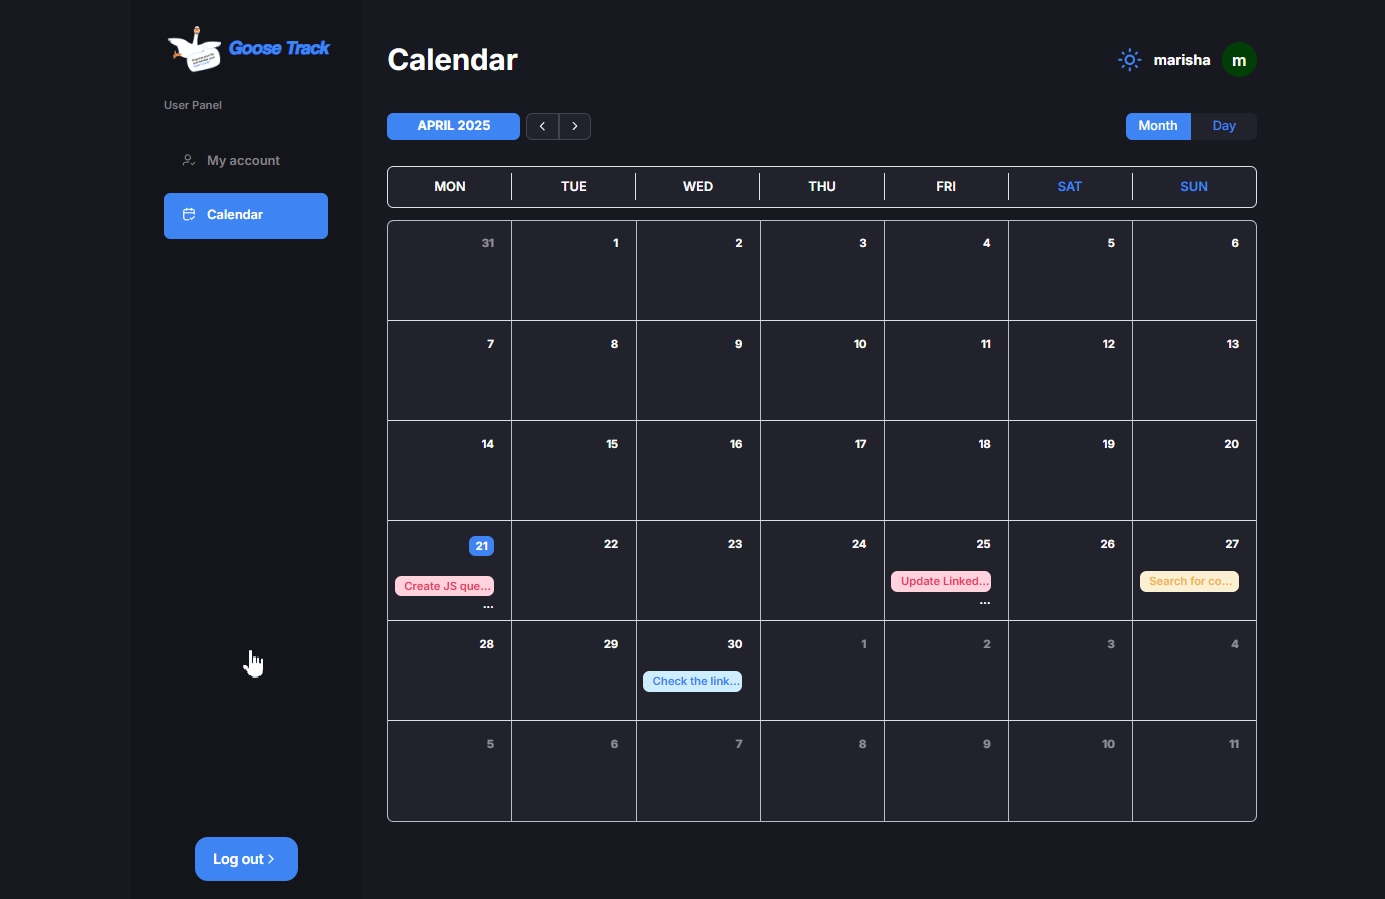 Goose Track
User Panel
My account
Calendar
Log out
Calendar
marisha
m
APRIL 2025
Month
Day
MON TUE WED THU FRI SAT SUN
31 1 2 3 4 5 6
7 8 9 10 11 12 13
14 15 16 17 18 19 20
21 22 23 24 25 26 27
Create JS que... Update Linked... Search for co...
... ...
28 29 30 1 2 3 4
Check the link...
5 6 7 8 9 10 11